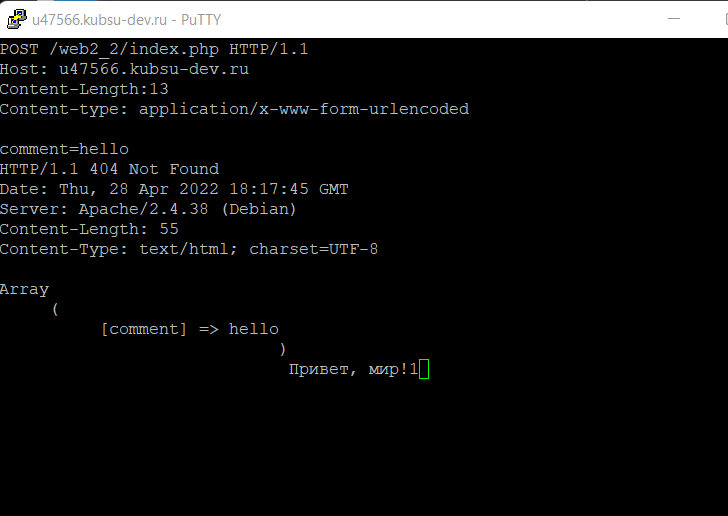 u47566.kubsu-dev.ru - PuTTY
POST /web2_2/index.php HTTP/1.1
Host: u47566.kubsu-dev.ru
Content-Length:13
Content-type: application/x-www-form-urlencoded
comment=hello
HTTP/1.1 404 Not Found
Date: Thu, 28 Apr 2022 18:17:45 GMT
Server: Apache/2.4.38 (Debian)
Content-Length: 55
Content-Type: text/html; charset=UTF-8
Array
(
[comment] => hello
)
Привет, мир!1